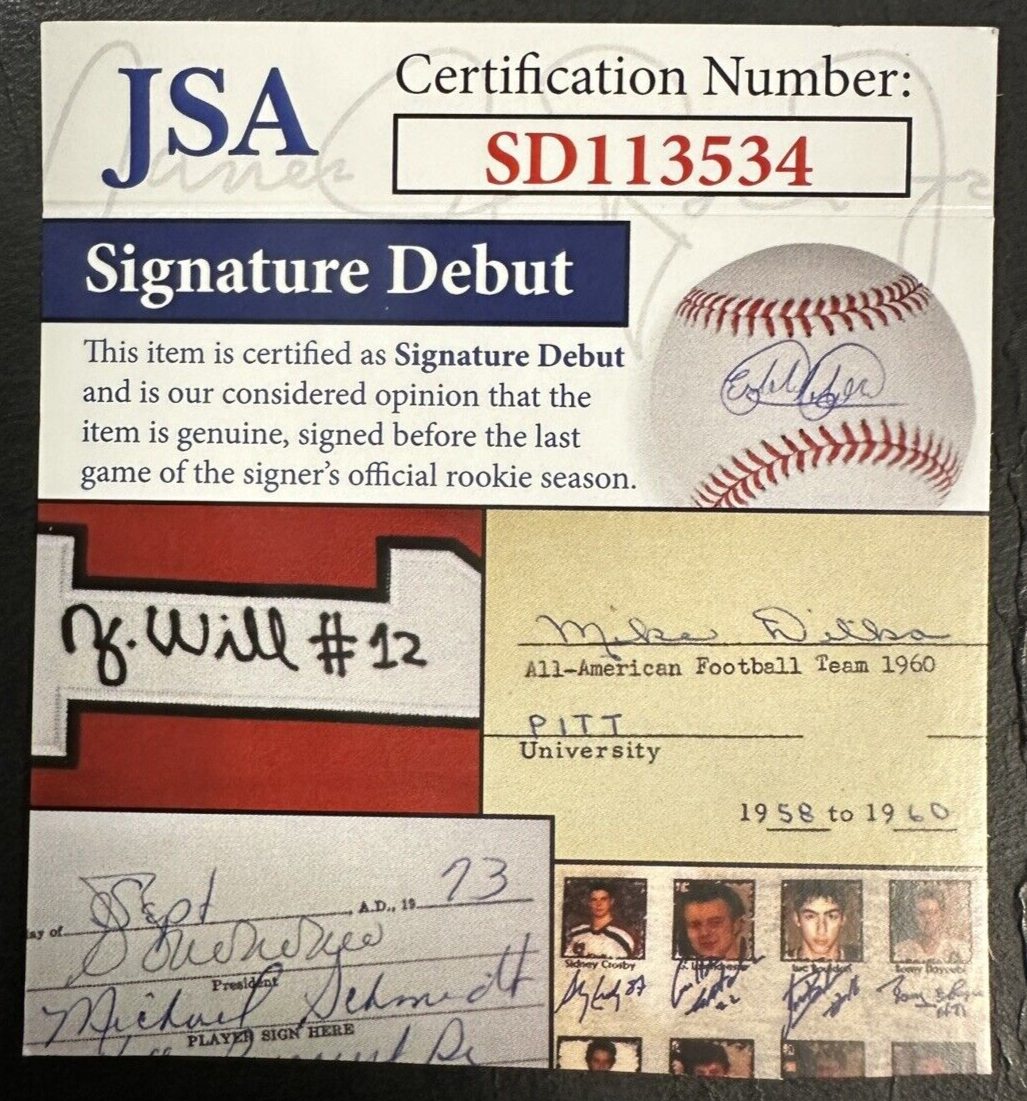 JSA
Certification Number:
SD113534
Signature Debut
This item is certified as Signature Debut
and is our considered opinion that the
item is genuine, signed before the last
game of the signer's official rookie season.
Z. Will #12
Mike Ditka
All-American Football Team 1960
PITT
University
1958 to 1960
Sept
A.D., 19 73
ay of
President
Michael Schmidt
PLAYER SIGN HERE
Sidney Crosby
87